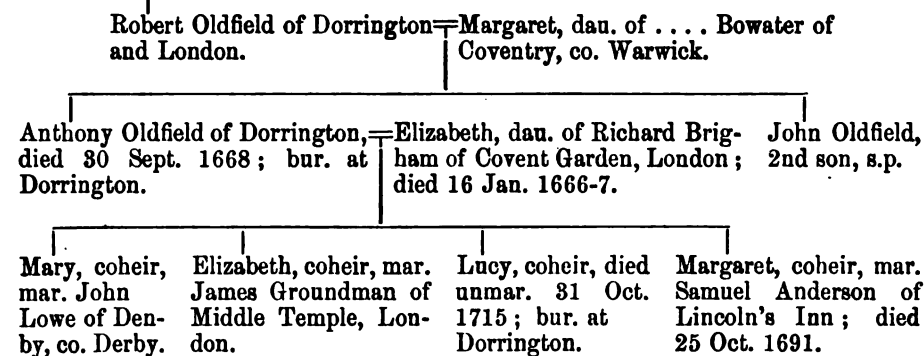 Robert Oldfield of Dorrington
and London.
Margaret, dau. of .... Bowater of
Coventry, co. Warwick.
Anthony Oldfield of Dorrington,
died 30 Sept. 1668; bur. at
Dorrington.
Elizabeth, dau. of Richard Brig-
ham of Covent Garden, London;
died 16 Jan. 1666-7.
John Oldfield,
2nd son, s.p.
Mary, coheir,
mar. John
Lowe of Den-
by, co. Derby.
Elizabeth, coheir, mar.
James Groundman of
Middle Temple, Lon-
don.
Lucy, coheir, died
unmar. 31 Oct.
1715; bur. at
Dorrington.
Margaret, coheir, mar.
Samuel Anderson of
Lincoln's Inn; died
25 Oct. 1691.